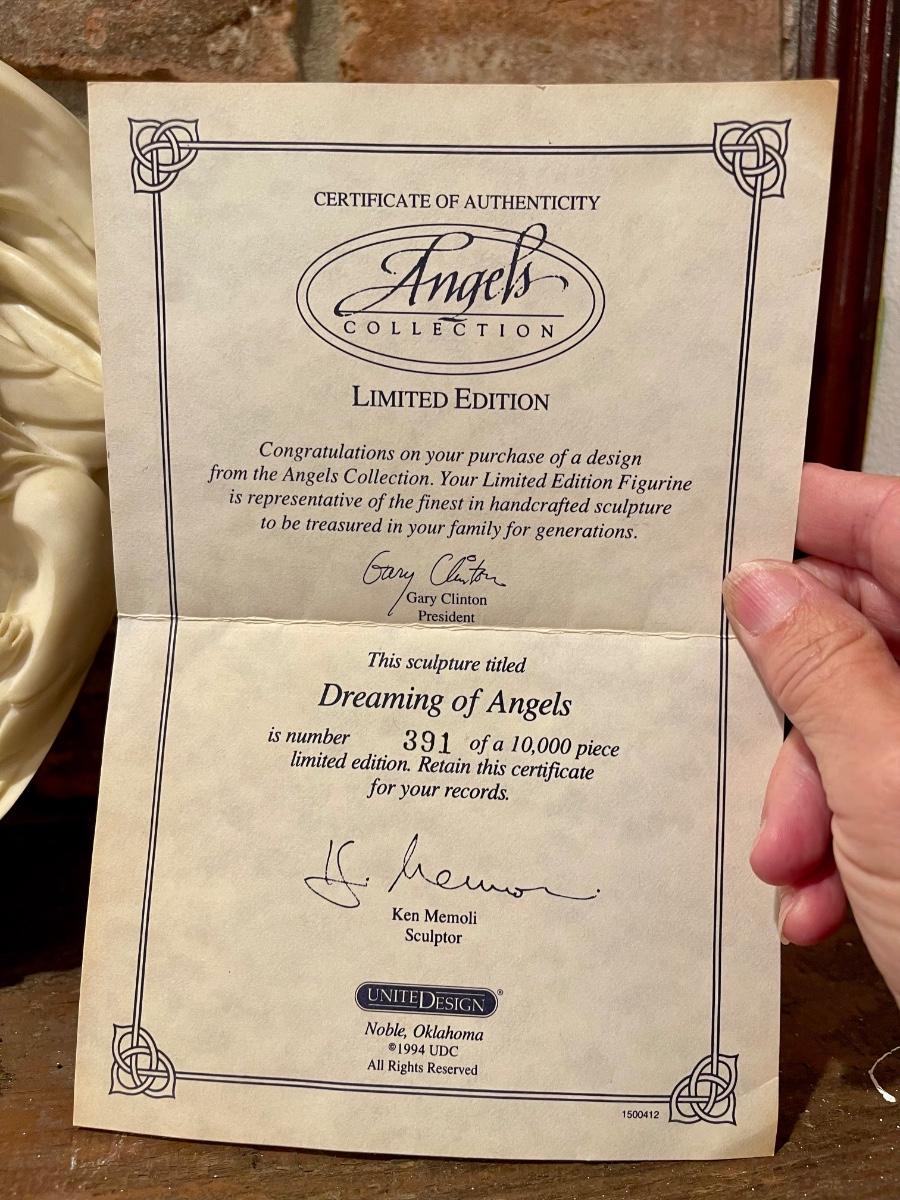 CERTIFICATE OF AUTHENTICITY
Angels
COLLECTION
LIMITED EDITION
Congratulations on your purchase of a design
from the Angels Collection. Your Limited Edition Figurine
is representative of the finest in handcrafted sculpture
to be treasured in your family for generations.
Gary Clinton
Gary Clinton
President
This sculpture titled
Dreaming of Angels
is number 391 of a 10,000 piece
limited edition. Retain this certificate
for your records.
K. Memoli
Ken Memoli
Sculptor
UNITEDESIGN®
Noble, Oklahoma
©1994 UDC
All Rights Reserved
1500412